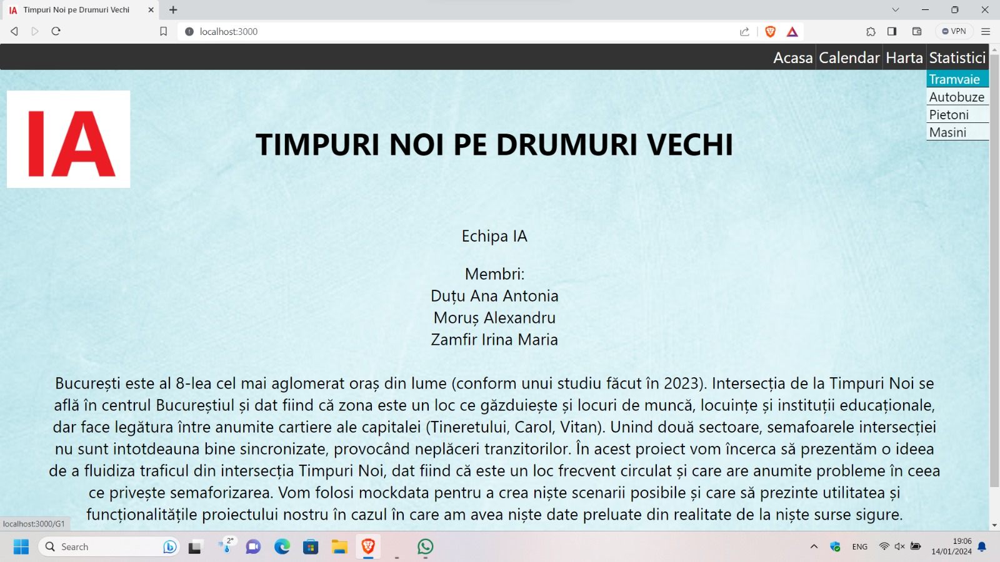 IA Timpuri Noi pe Drumuri Vechi
localhost:3000
VPN
Acasa Calendar Harta Statistici
Tramvaie
Autobuze
Pietoni
Masini
IA
TIMPURI NOI PE DRUMURI VECHI
Echipa IA
Membri:
Duțu Ana Antonia
Moruș Alexandru
Zamfir Irina Maria
București este al 8-lea cel mai aglomerat oraș din lume (conform unui studiu făcut în 2023). Intersecția de la Timpuri Noi se
află în centrul Bucureștiul și dat fiind că zona este un loc ce găzduiește și locuri de muncă, locuințe și instituții educaționale,
dar face legătura între anumite cartiere ale capitalei (Tineretului, Carol, Vitan). Unind două sectoare, semafoarele intersecției
nu sunt intotdeauna bine sincronizate, provocând neplăceri tranzitorilor. În acest proiect vom încerca să prezentăm o ideea
de a fluidiza traficul din intersecția Timpuri Noi, dat fiind că este un loc frecvent circulat și care are anumite probleme în ceea
ce privește semaforizarea. Vom folosi mockdata pentru a crea niște scenarii posibile și care să prezinte utilitatea și
funcționalitățile proiectului nostru în cazul în care am avea niște date preluate din realitate de la niște surse sigure.
localhost:3000/G1
Search
2°
ENG
19:06
14/01/2024